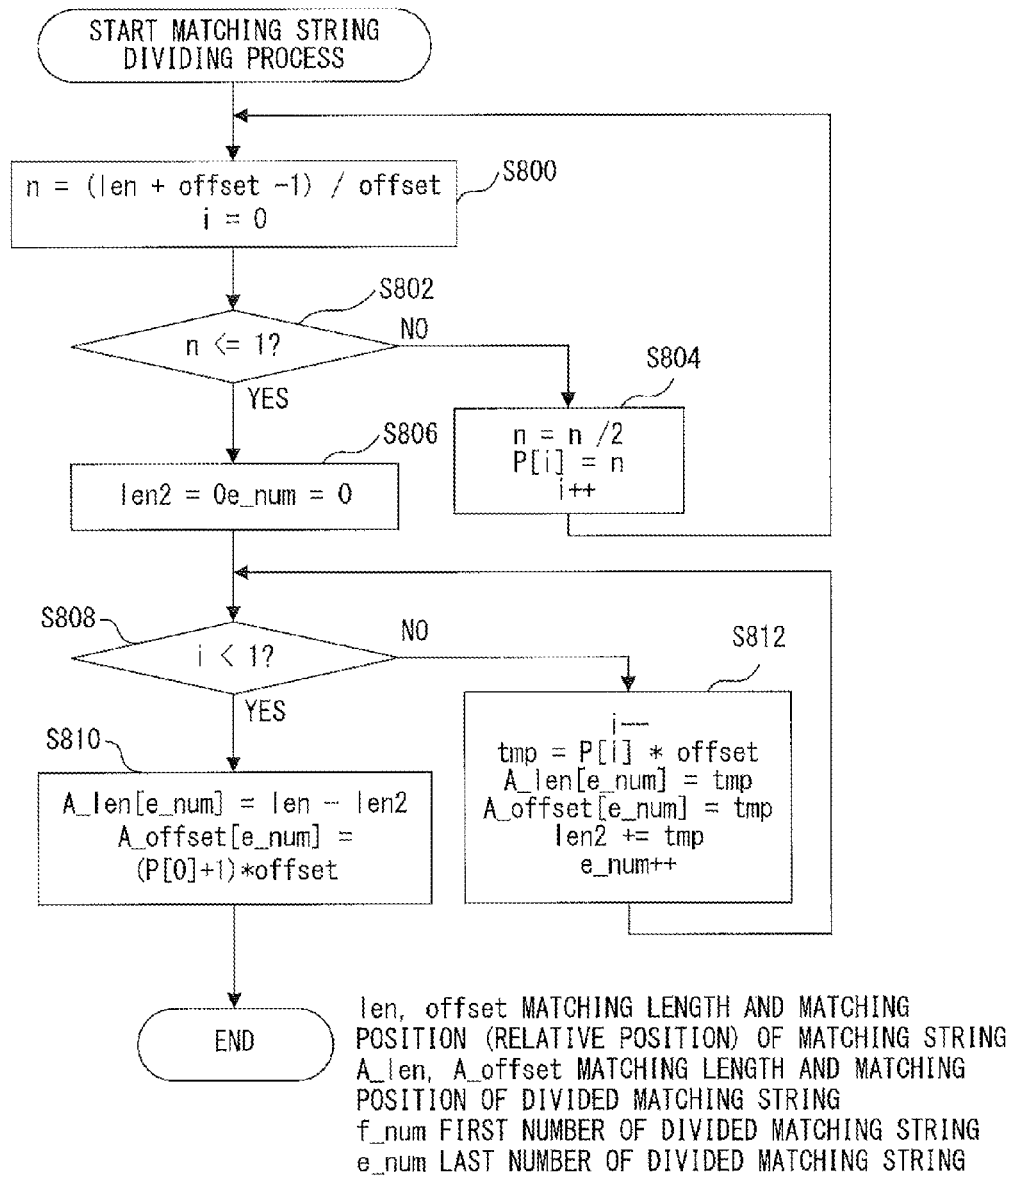 START MATCHING STRING
DIVIDING PROCESS
n = (len + offset -1) / offset
i = 0
S800
S802
n <= 1?
NO
YES
S804
n = n /2
P[i] = n
i++
S806
len2 = 0e_num = 0
S808
i < 1?
NO
YES
S812
i--
tmp = P[i] * offset
A_len[e_num] = tmp
A_offset[e_num] = tmp
len2 += tmp
e_num++
S810
A_len[e_num] = len - len2
A_offset[e_num] =
(P[0]+1)*offset
END
len, offset MATCHING LENGTH AND MATCHING
POSITION (RELATIVE POSITION) OF MATCHING STRING
A_len, A_offset MATCHING LENGTH AND MATCHING
POSITION OF DIVIDED MATCHING STRING
f_num FIRST NUMBER OF DIVIDED MATCHING STRING
e_num LAST NUMBER OF DIVIDED MATCHING STRING